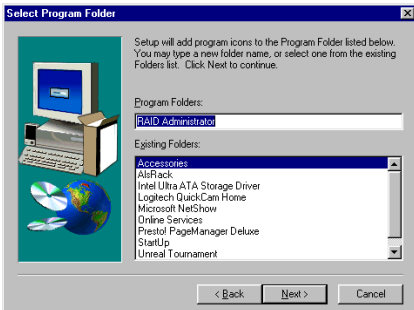 Select Program Folder
Setup will add program icons to the Program Folder listed below.
You may type a new folder name, or select one from the existing
Folders list. Click Next to continue.
Program Folders:
RAID Administrator
Existing Folders:
Accessories
AlsRack
Intel Ultra ATA Storage Driver
Logitech QuickCam Home
Microsoft NetShow
Online Services
Presto! PageManager Deluxe
StartUp
Unreal Tournament
< Back
Next >
Cancel